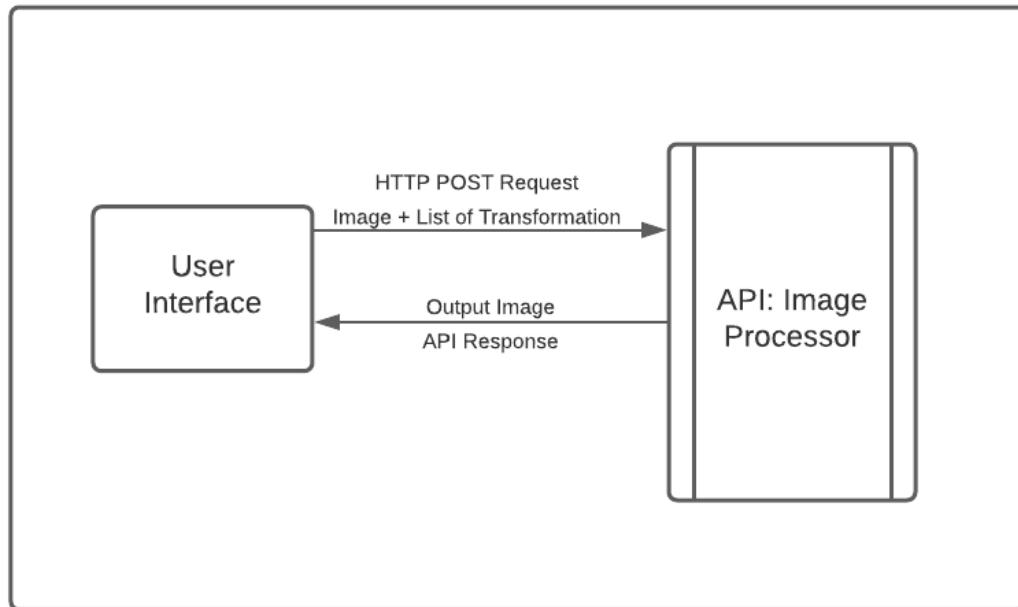 HTTP POST Request
Image + List of Transformation
User
Interface
Output Image
API Response
API: Image
Processor